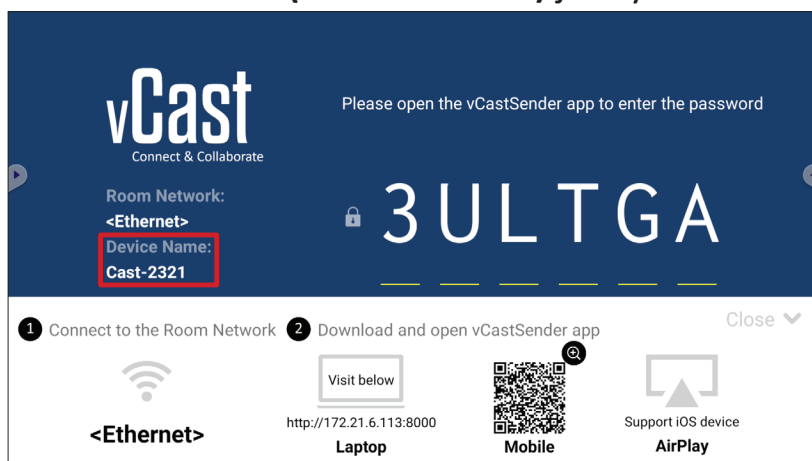 vCast
Connect & Collaborate
Please open the vCastSender app to enter the password
Room Network:
<Ethernet>
Device Name:
Cast-2321
3ULTGA
1 Connect to the Room Network
2 Download and open vCastSender app
Close
<Ethernet>
Visit below
http://172.21.6.113:8000
Laptop
Mobile
Support iOS device
AirPlay